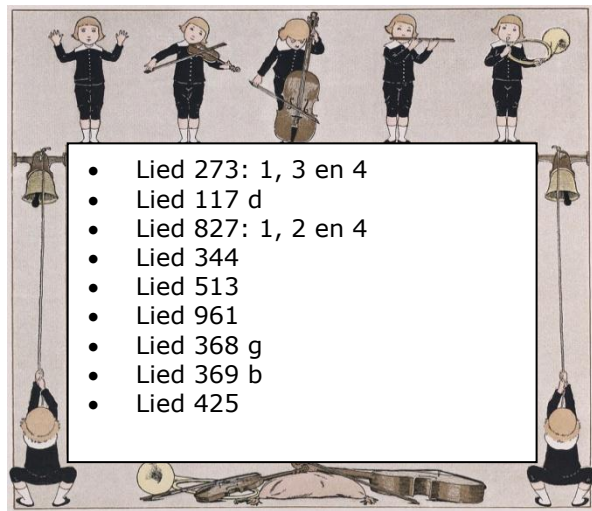 • Lied 273: 1, 3 en 4
• Lied 117 d
• Lied 827: 1, 2 en 4
• Lied 344
• Lied 513
• Lied 961
• Lied 368 g
• Lied 369 b
• Lied 425